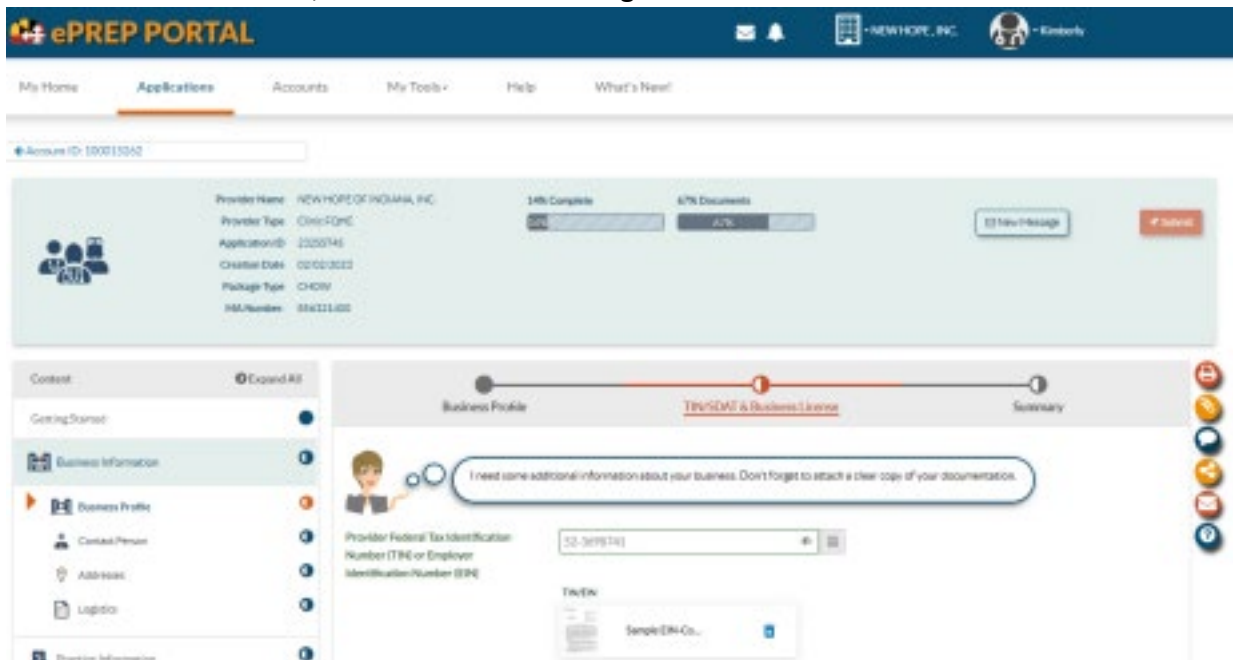 ePREP PORTAL
- NEW HOPE, INC.
- Kimberly
My Home
Applications
Accounts
My Tools
Help
What's New!
Account ID:
Provider Name NEW HOPE OF INDIANA, INC.
Provider Type Clinic FQHC
Application ID
Creation Date
Package Type CHOW
MA Number
14% Complete
67% Documents
67%
New Message
Submit
Content
Expand All
Getting Started
Business Information
Business Profile
Contact Person
Addresses
Logistics
Practice Information
Business Profile
TIN/SDAT & Business License
Summary
I need some additional information about your business. Don't forget to attach a clear copy of your documentation.
Provider Federal Tax Identification
Number (TIN) or Employer
Identification Number (EIN)
TIN/EIN
Sample EIN-Co...